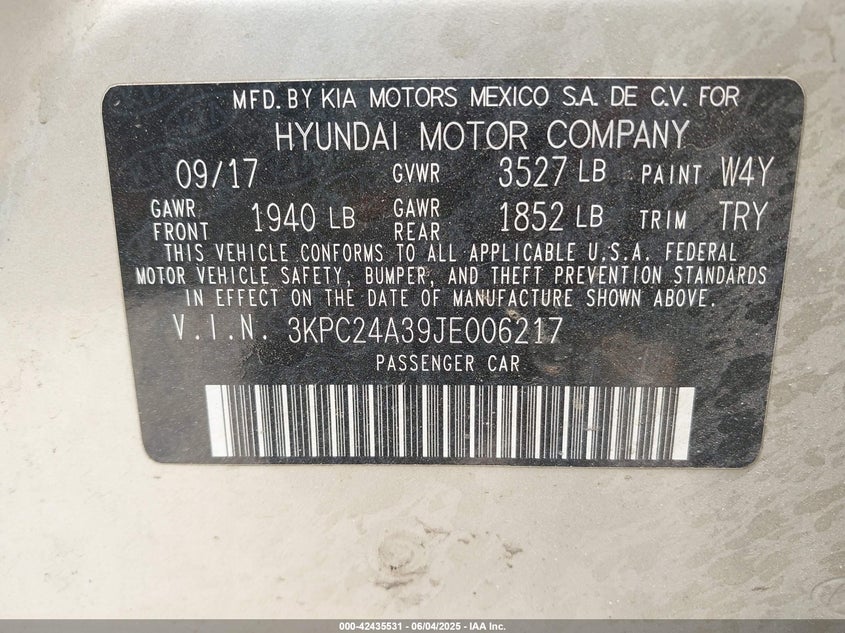 MFD. BY KIA MOTORS MEXICO S.A. DE C.V. FOR
HYUNDAI MOTOR COMPANY
09/17 GVWR 3527 LB PAINT W4Y
GAWR FRONT 1940 LB GAWR REAR 1852 LB TRIM TRY
THIS VEHICLE CONFORMS TO ALL APPLICABLE U.S.A. FEDERAL
MOTOR VEHICLE SAFETY, BUMPER, AND THEFT PREVENTION STANDARDS
IN EFFECT ON THE DATE OF MANUFACTURE SHOWN ABOVE.
V.I.N. 3KPC24A39JE006217
PASSENGER CAR
000-42435531 - 06/04/2025 - IAA Inc.